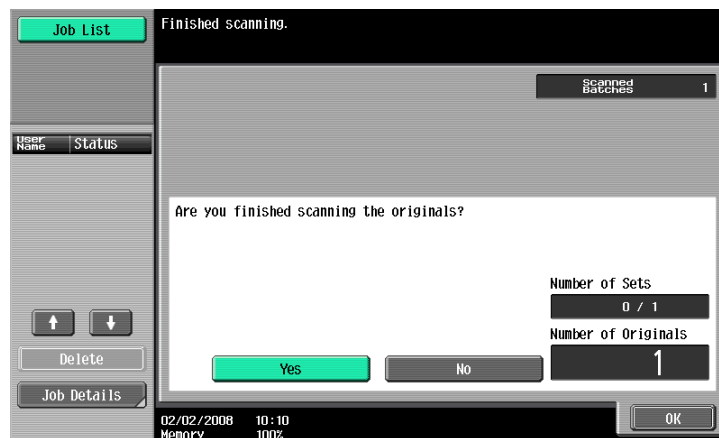 Job List
Finished scanning.
Scanned
Batches 1
User
Name Status
Are you finished scanning the originals?
Number of Sets
0 / 1
Number of Originals
1
Yes No
Delete
Job Details
02/02/2008 10:10
Memory 100%
OK